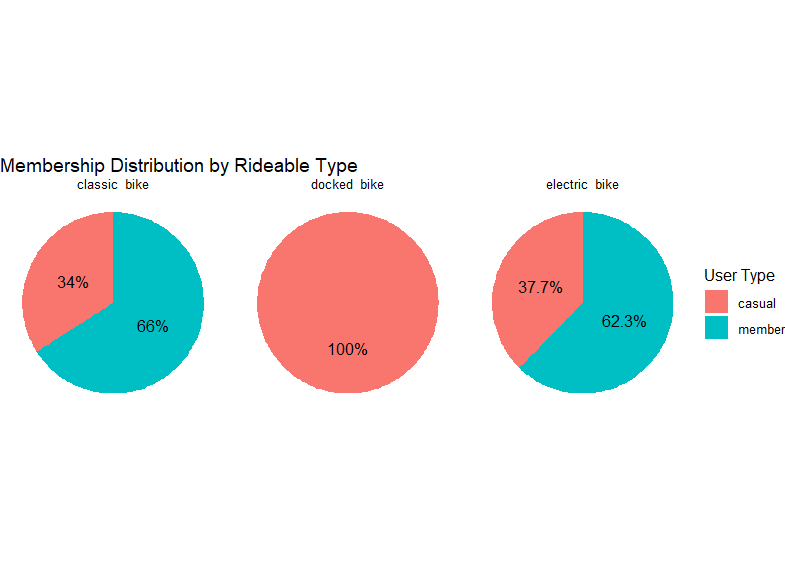 Membership Distribution by Rideable Type
classic bike
docked bike
electric bike
34%
66%
100%
37.7%
62.3%
User Type
casual
member